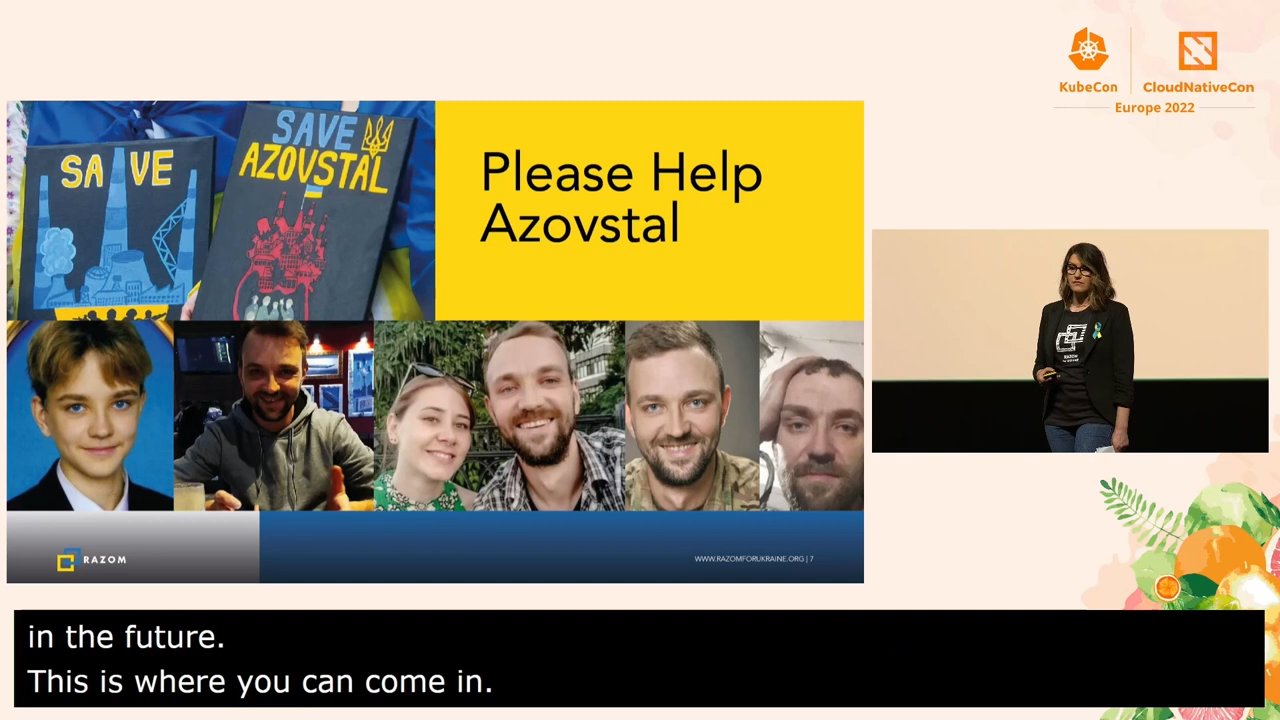 KubeCon
CloudNativeCon
Europe 2022
SAVE
SAVE
AZOVSTAL
Please Help
Azovstal
RAZOM
RAZOM
WWW.RAZOMFORUKRAINE.ORG | 7
in the future.
This is where you can come in.